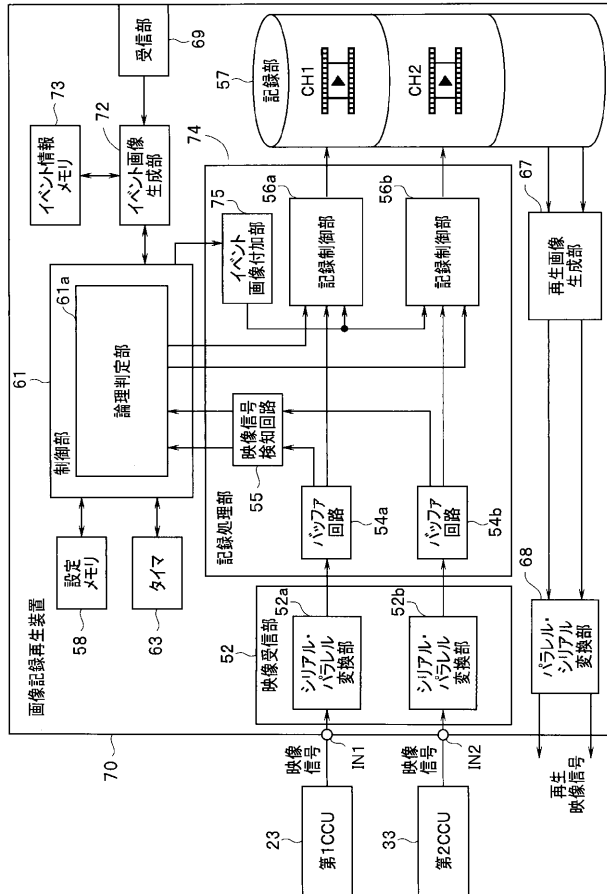 画像記録再生装置
70
設定
メモリ
58
タイマ
63
61
制御部
61a
論理判定部
73
イベント情報
メモリ
72
イベント画像
生成部
受信部
69
74
記録処理部
映像信号
検知回路
55
75
イベント
画像付加部
56a
記録制御部
56b
記録制御部
57
記録部
CH1
CH2
第1CCU
23
映像
信号
IN1
第2CCU
33
映像
信号
IN2
52
映像受信部
52a
シリアル・
パラレル
変換部
52b
シリアル・
パラレル
変換部
バッファ
回路
54a
バッファ
回路
54b
67
再生画像
生成部
68
パラレル・
シリアル
変換部
再生
映像信号